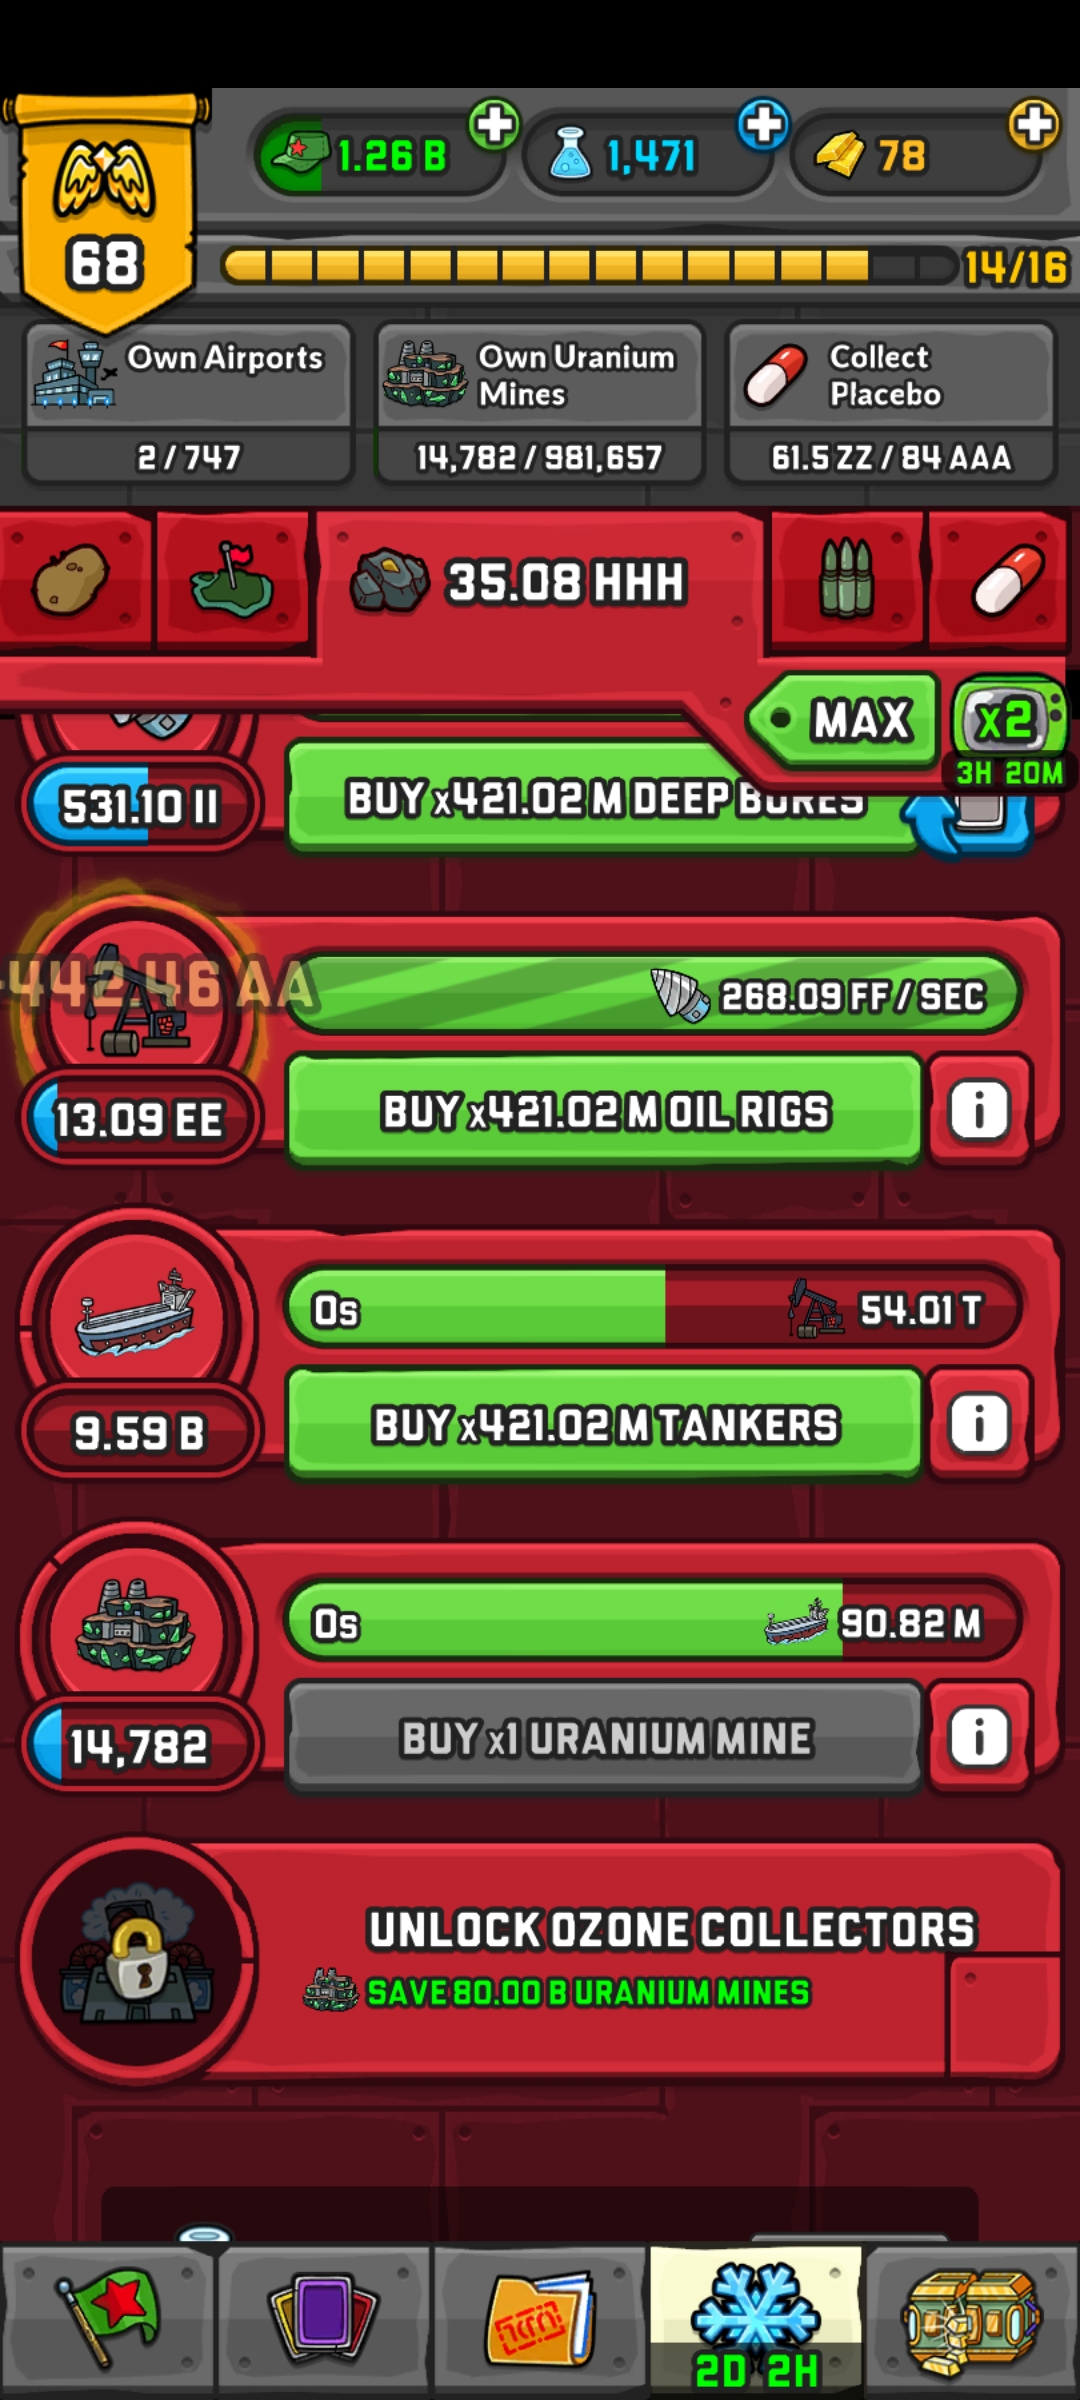 1.26 B
1,471
78
68
14/16
Own Airports
2 / 747
Own Uranium
Mines
14,782 / 981,657
Collect
Placebo
61.5 ZZ / 84 AAA
35.08 HHH
MAX
x2
3H 20M
531.10 II
BUY x421.02 M DEEP BORES
442.46 AA
268.09 FF / SEC
13.09 EE
BUY x421.02 M OIL RIGS
i
0s
54.01 T
9.59 B
BUY x421.02 M TANKERS
i
0s
90.82 M
14,782
BUY x1 URANIUM MINE
i
UNLOCK OZONE COLLECTORS
SAVE 80.00 B URANIUM MINES
2D 2H